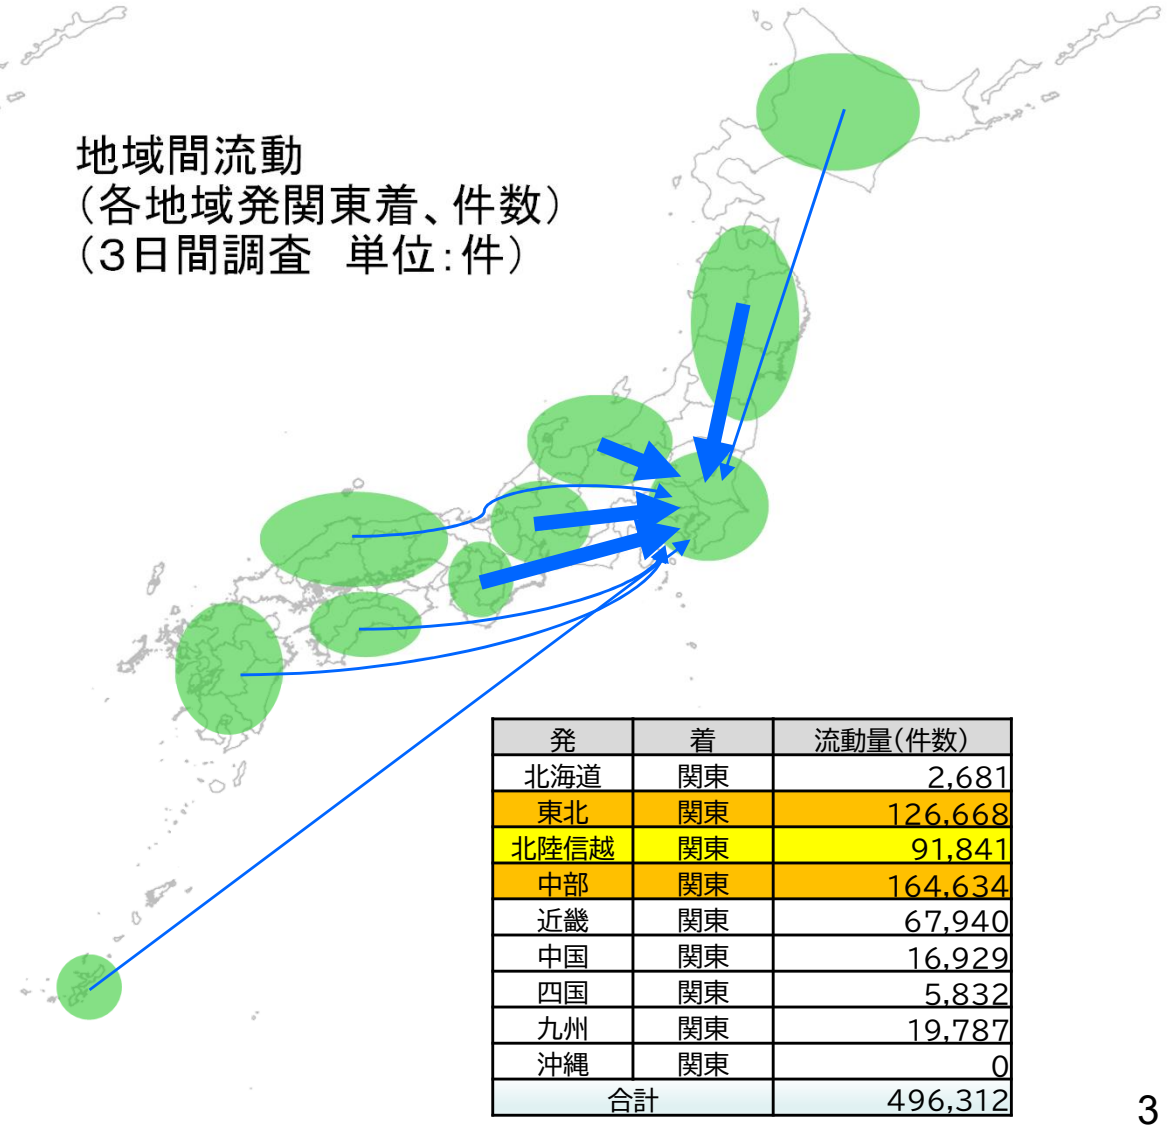 地域間流動
（各地域発関東着、件数）
（３日間調査　単位：件）
発 着 流動量（件数）
北海道 関東 2,681
東北 関東 126,668
北陸信越 関東 91,841
中部 関東 164,634
近畿 関東 67,940
中国 関東 16,929
四国 関東 5,832
九州 関東 19,787
沖縄 関東 0
合計 496,312
3